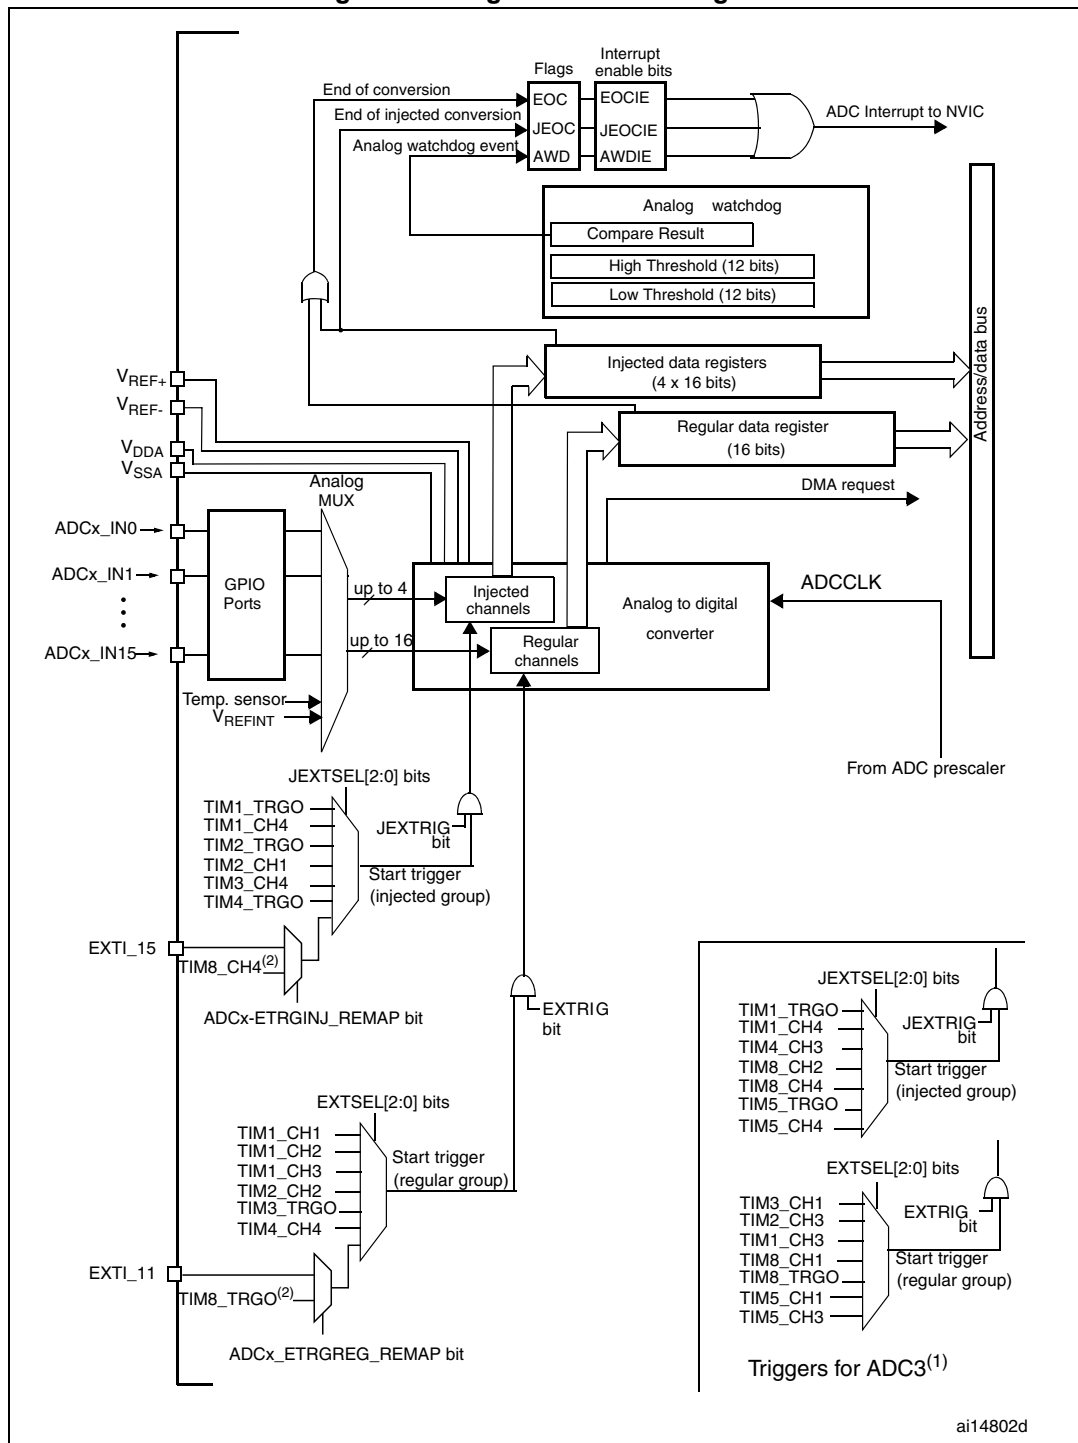 Flags
Interrupt
enable bits
End of conversion
EOC
EOCIE
End of injected conversion
JEOC
JEOCIE
Analog watchdog event
AWD
AWDIE
ADC Interrupt to NVIC
Analog watchdog
Compare Result
High Threshold (12 bits)
Low Threshold (12 bits)
Address/data bus
Injected data registers
(4 x 16 bits)
Regular data register
(16 bits)
DMA request
VREF+
VREF-
VDDA
VSSA
Analog
MUX
ADCx_IN0
ADCx_IN1
ADCx_IN15
GPIO
Ports
up to 4
up to 16
Injected
channels
Regular
channels
Analog to digital
converter
ADCCLK
Temp. sensor
VREFINT
From ADC prescaler
JEXTSEL[2:0] bits
TIM1_TRGO
TIM1_CH4
TIM2_TRGO
TIM2_CH1
TIM3_CH4
TIM4_TRGO
JEXTRIG
bit
Start trigger
(injected group)
EXTI_15
TIM8_CH4(2)
ADCx-ETRGINJ_REMAP bit
EXTRIG
bit
EXTSEL[2:0] bits
TIM1_CH1
TIM1_CH2
TIM1_CH3
TIM2_CH2
TIM3_TRGO
TIM4_CH4
Start trigger
(regular group)
EXTI_11
TIM8_TRGO(2)
ADCx_ETRGREG_REMAP bit
JEXTSEL[2:0] bits
TIM1_TRGO
TIM1_CH4
TIM4_CH3
TIM8_CH2
TIM8_CH4
TIM5_TRGO
TIM5_CH4
JEXTRIG
bit
Start trigger
(injected group)
EXTSEL[2:0] bits
TIM3_CH1
TIM2_CH3
TIM1_CH3
TIM8_CH1
TIM8_TRGO
TIM5_CH1
TIM5_CH3
EXTRIG
bit
Start trigger
(regular group)
Triggers for ADC3(1)
ai14802d